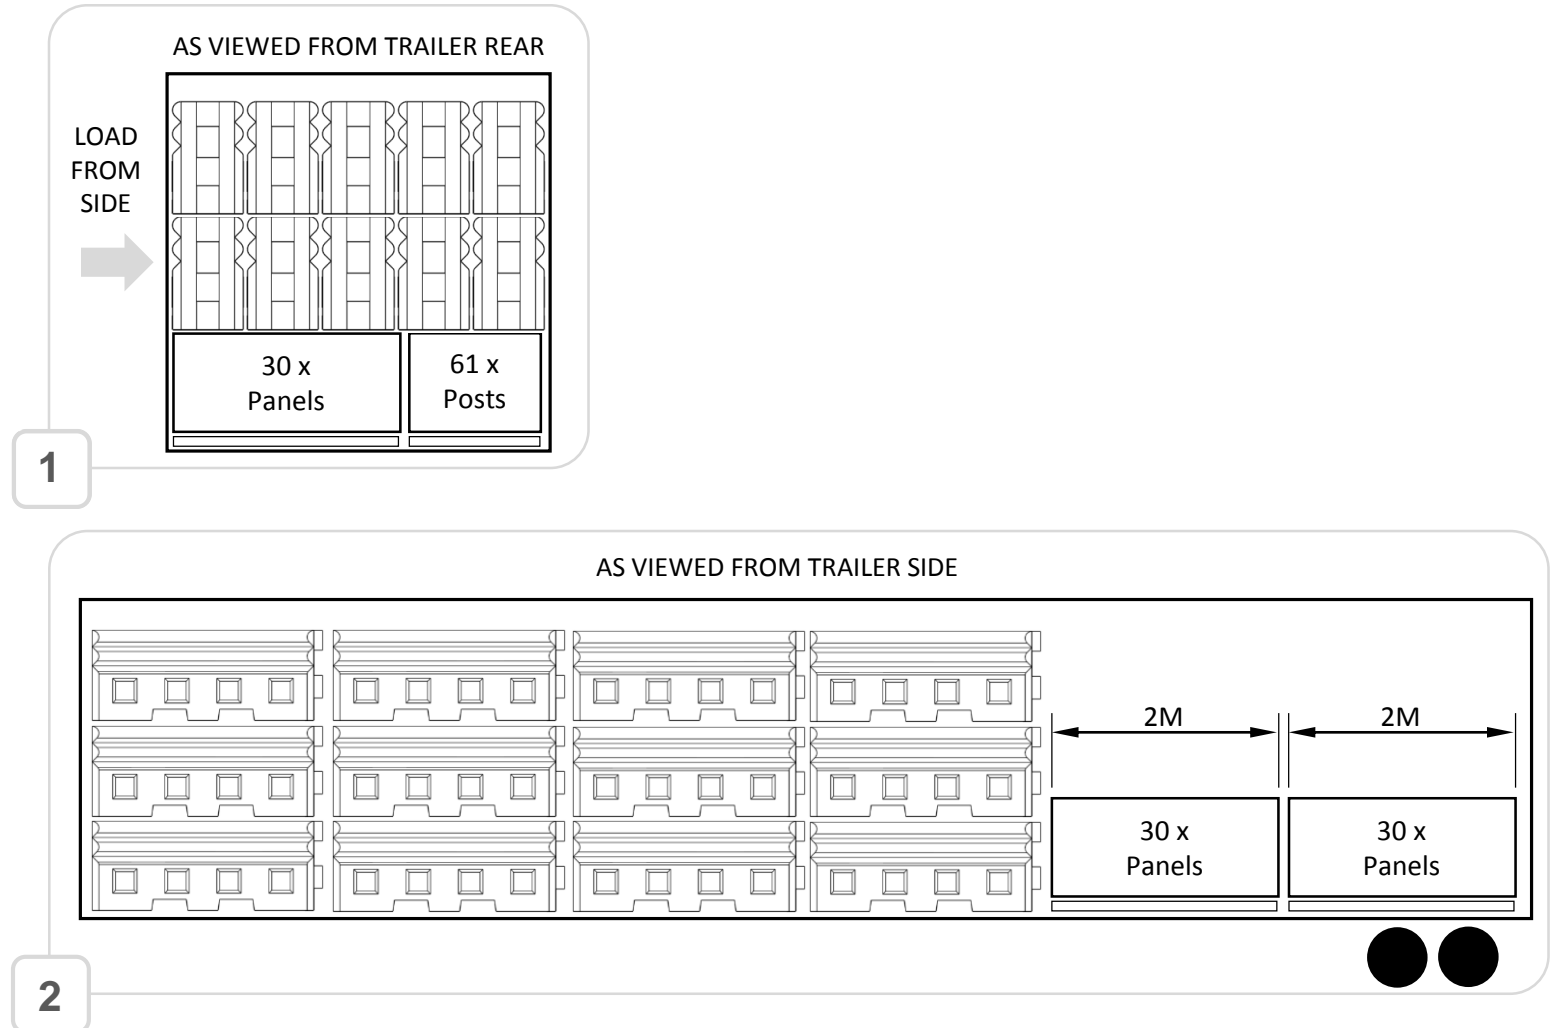 AS VIEWED FROM TRAILER REAR
LOAD
FROM
SIDE
30 x
Panels
61 x
Posts
1
AS VIEWED FROM TRAILER SIDE
2M
2M
30 x
Panels
30 x
Panels
2